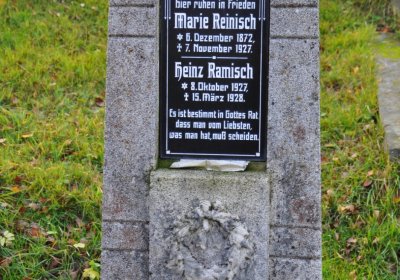 hier ruhen in Frieden
Marie Reinisch
* 6. Dezember 1872,
✝ 7. November 1927.
Heinz Ramisch
* 8. Oktober 1927,
✝ 15. März 1928.
Es ist bestimmt in Gottes Rat
dass man vom Liebsten,
was man hat, muß scheiden.